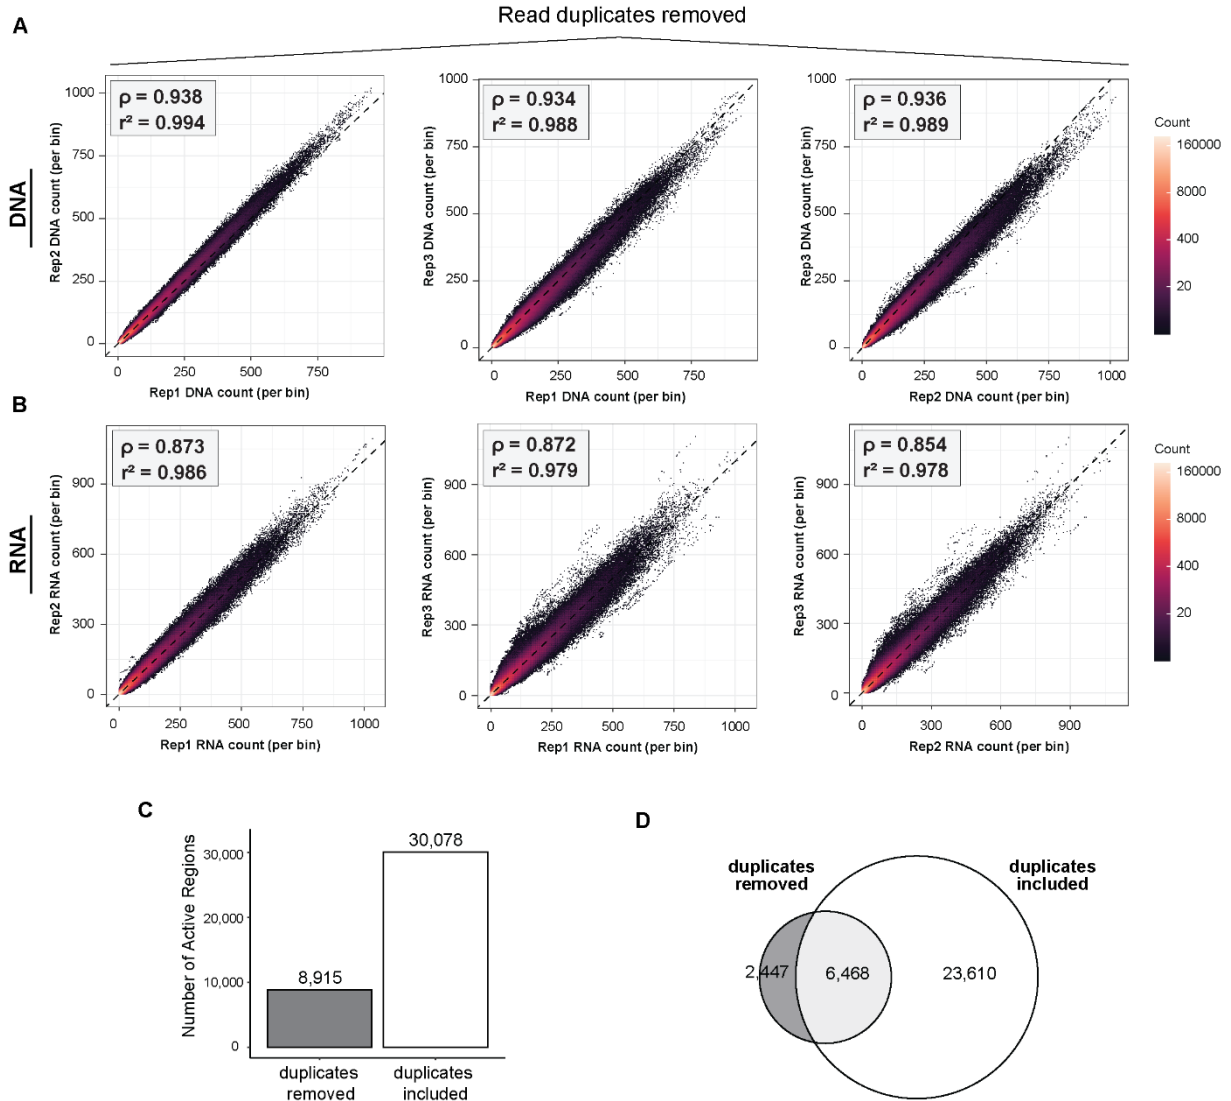 A
Read duplicates removed
DNA
ρ = 0.938
r² = 0.994
Rep2 DNA count (per bin)
1000
750
500
250
0
0 250 500 750
Rep1 DNA count (per bin)
ρ = 0.934
r² = 0.988
Rep3 DNA count (per bin)
1000
750
500
250
0
0 250 500 750
Rep1 DNA count (per bin)
ρ = 0.936
r² = 0.989
Rep3 DNA count (per bin)
1000
750
500
250
0
0 250 500 750 1000
Rep2 DNA count (per bin)
Count
160000
8000
400
20
B
RNA
ρ = 0.873
r² = 0.986
Rep2 RNA count (per bin)
900
600
300
0
0 250 500 750 1000
Rep1 RNA count (per bin)
ρ = 0.872
r² = 0.979
Rep3 RNA count (per bin)
900
600
300
0
0 250 500 750 1000
Rep1 RNA count (per bin)
ρ = 0.854
r² = 0.978
Rep3 RNA count (per bin)
900
600
300
0
0 300 600 900
Rep2 RNA count (per bin)
Count
160000
8000
400
20
C
Number of Active Regions
30,000
20,000
10,000
0
8,915
30,078
duplicates
removed
duplicates
included
D
duplicates
removed
duplicates
included
2,447
6,468
23,610